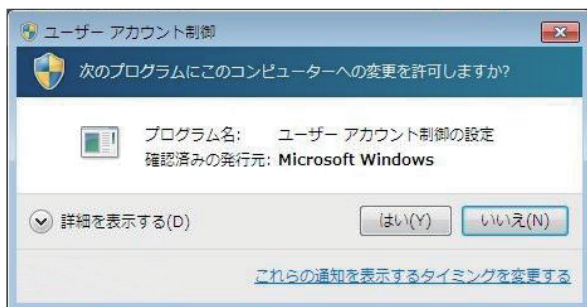 ユーザー アカウント制御
次のプログラムにこのコンピューターへの変更を許可しますか?
プログラム名: ユーザー アカウント制御の設定
確認済みの発行元: Microsoft Windows
詳細を表示する(D) はい(Y) いいえ(N)
これらの通知を表示するタイミングを変更する